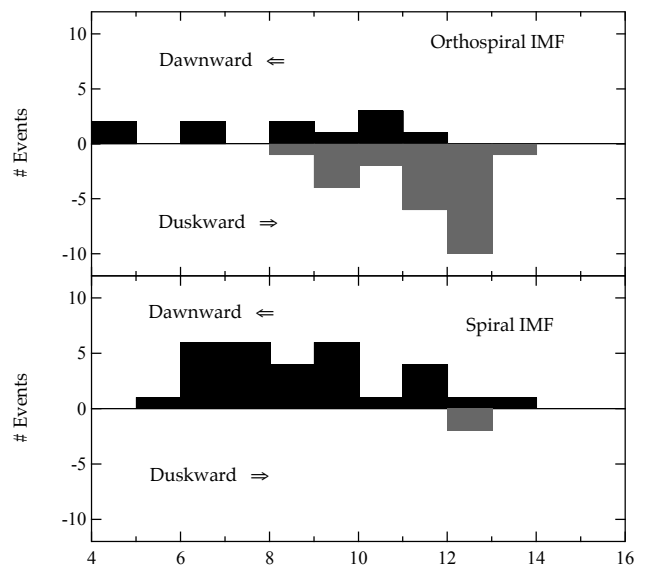 10
Orthospiral IMF
Dawnward ⇐
5
# Events
0
-5
Duskward ⇒
-10
10
Dawnward ⇐
Spiral IMF
5
# Events
0
-5
Duskward ⇒
-10
4 6 8 10 12 14 16